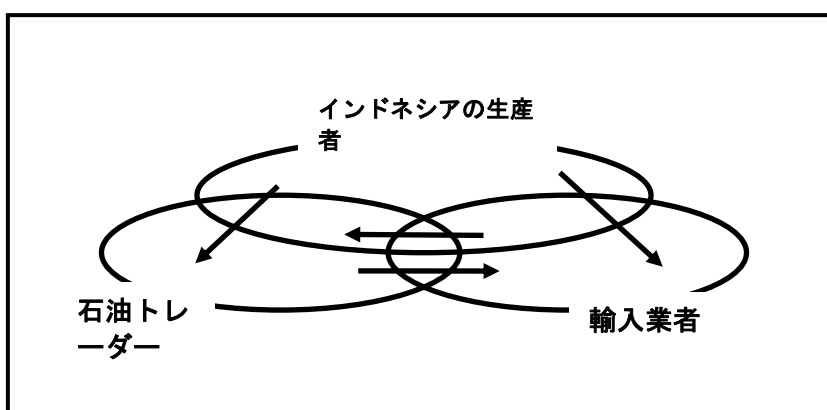 インドネシアの生産
者
石油トレ
ーダー
輸入業者